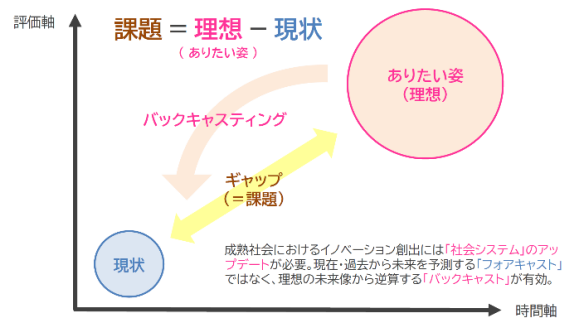 評価軸
課題 = 理想 − 現状
（ ありたい姿 ）
ありたい姿
（理想）
バックキャスティング
ギャップ
（＝課題）
現状
成熟社会におけるイノベーション創出には「社会システム」のアッ
プデートが必要。現在・過去から未来を予測する「フォアキャスト」
ではなく、理想の未来像から逆算する「バックキャスト」が有効。
時間軸